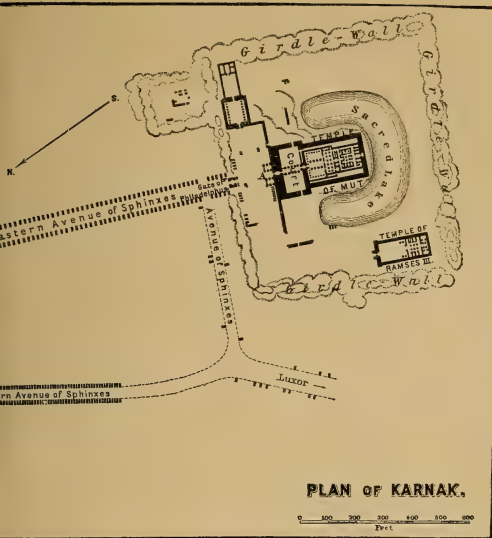 Girdle-Wall
Girdle-Wall
S.
N.
Sacred Lake
TEMPLE
Court
OF MUT
Gate of
Philadelphus
astern Avenue of Sphinxes
Avenue of Sphinxes
TEMPLE OF
RAMSES III.
Girdle-Wall
rn Avenue of Sphinxes
Luxor
PLAN OF KARNAK.
0 100 200 300 400 500 600
Feet